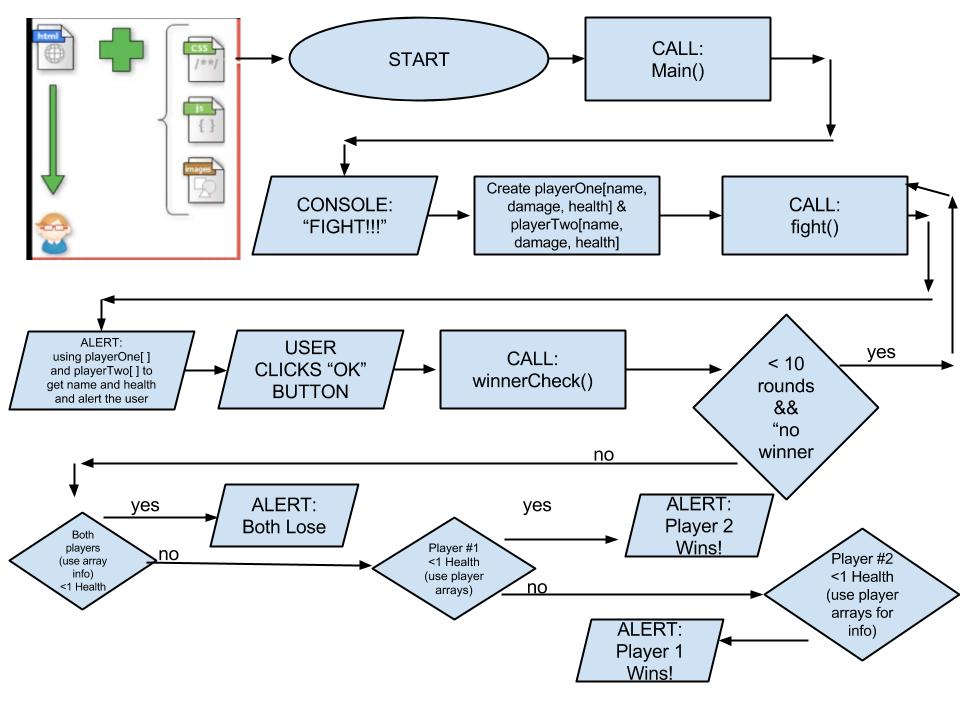 html
CSS
/**/
js
{ }
images
START
CALL:
Main()
CONSOLE:
“FIGHT!!!”
Create playerOne[name,
damage, health] &
playerTwo[name,
damage, health]
CALL:
fight()
ALERT:
using playerOne[ ]
and playerTwo[ ] to
get name and health
and alert the user
USER
CLICKS “OK”
BUTTON
CALL:
winnerCheck()
< 10
rounds
&&
“no
winner
yes
no
Both
players
(use array
info)
<1 Health
yes
ALERT:
Both Lose
no
Player #1
<1 Health
(use player
arrays)
yes
ALERT:
Player 2
Wins!
no
Player #2
<1 Health
(use player
arrays for
info)
ALERT:
Player 1
Wins!